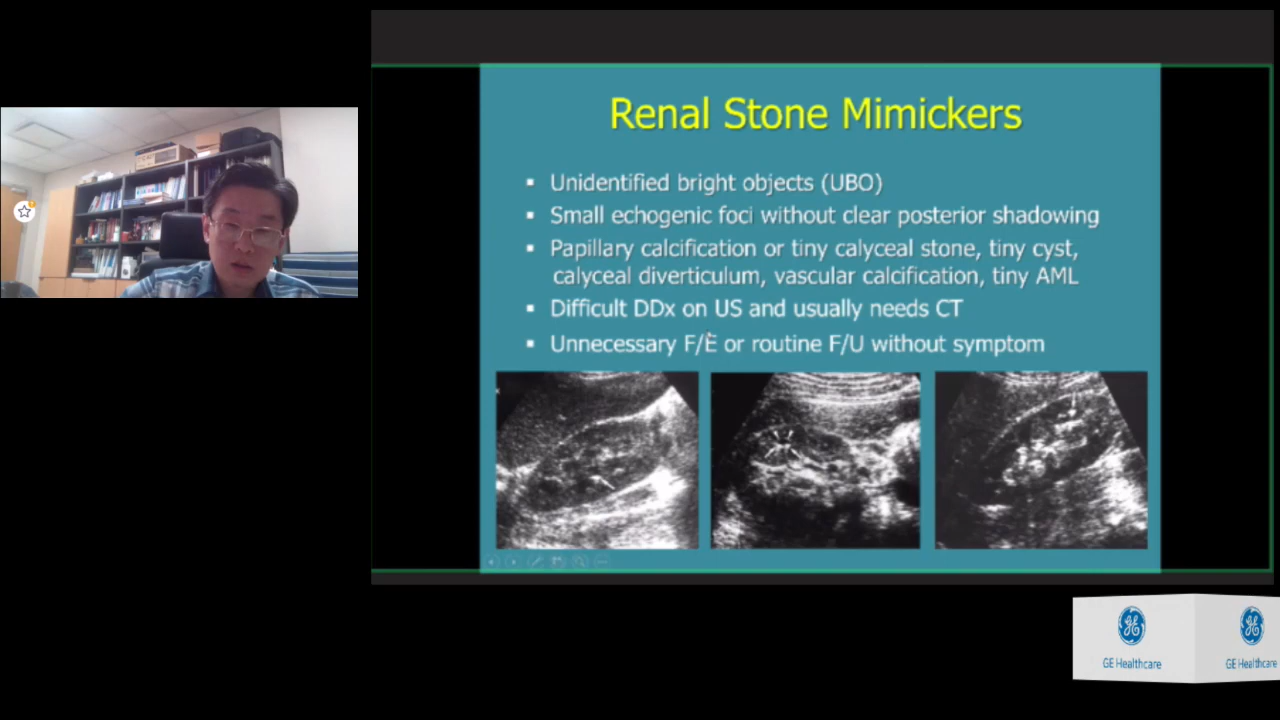 Renal Stone Mimickers
▪ Unidentified bright objects (UBO)
▪ Small echogenic foci without clear posterior shadowing
▪ Papillary calcification or tiny calyceal stone, tiny cyst,
calyceal diverticulum, vascular calcification, tiny AML
▪ Difficult DDx on US and usually needs CT
▪ Unnecessary F/E or routine F/U without symptom
GE Healthcare
GE Healthcare